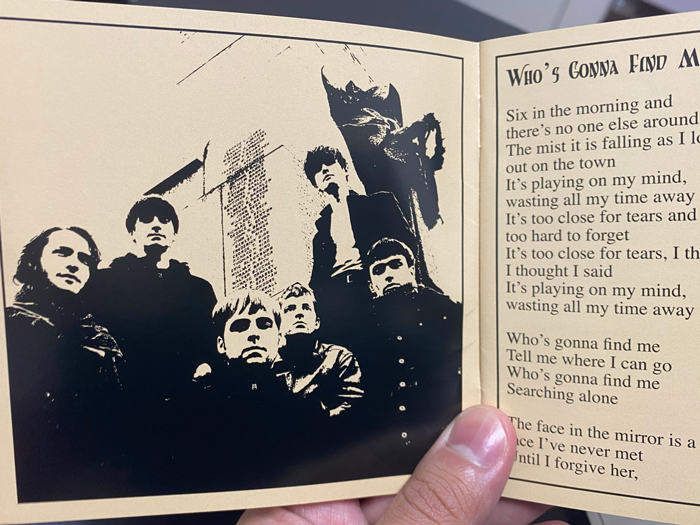 Who's Gonna Find M
Six in the morning and
there's no one else around
The mist it is falling as I lo
out on the town
It's playing on my mind,
wasting all my time away
It's too close for tears and
too hard to forget
It's too close for tears, I th
I thought I said
It's playing on my mind,
wasting all my time away
Who's gonna find me
Tell me where I can go
Who's gonna find me
Searching alone
The face in the mirror is a
ace I've never met
Until I forgive her,